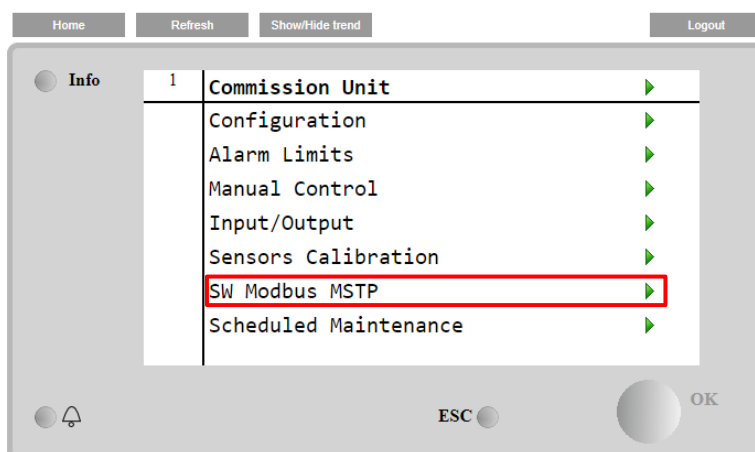 Home Refresh Show/Hide trend Logout
Info 1 Commission Unit
Configuration
Alarm Limits
Manual Control
Input/Output
Sensors Calibration
SW Modbus MSTP
Scheduled Maintenance
ESC OK